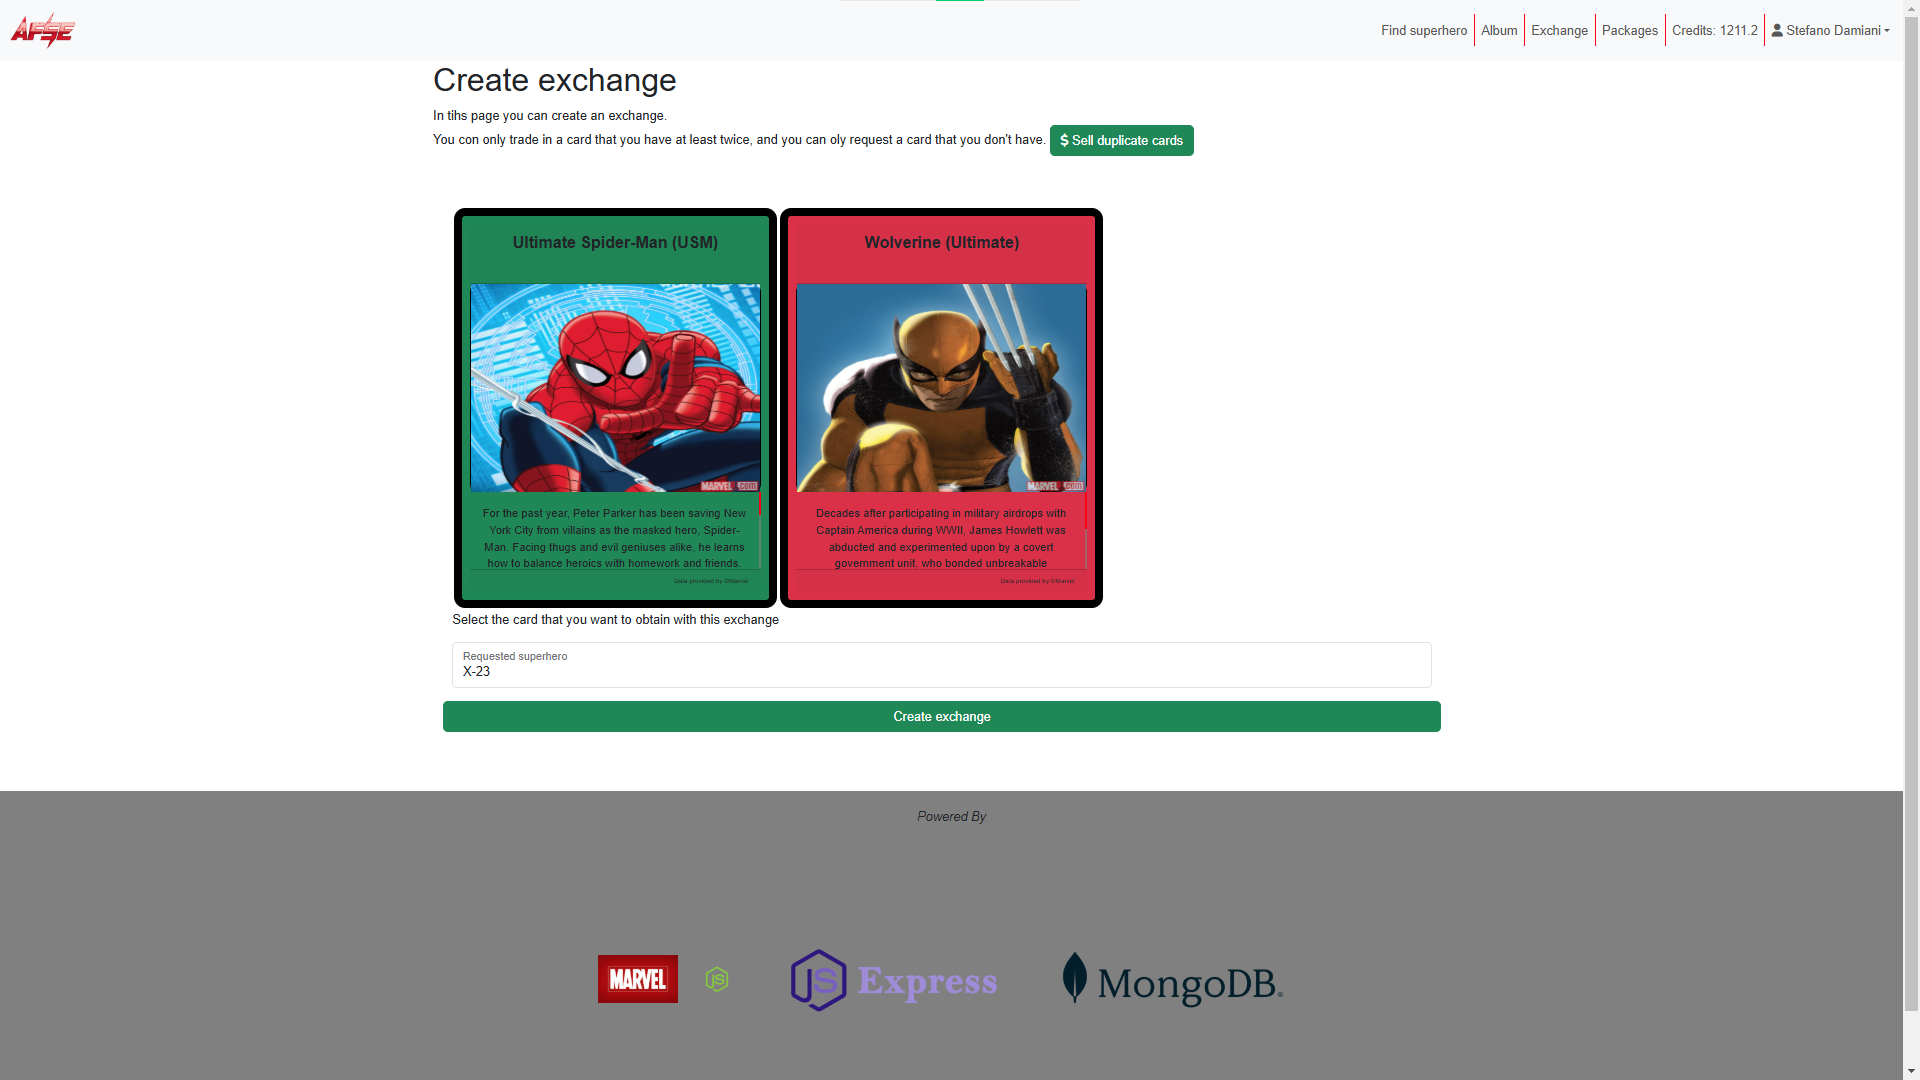 AFSE
Find superhero
Album
Exchange
Packages
Credits: 1211.2
Stefano Damiani
Create exchange
In tihs page you can create an exchange.
You con only trade in a card that you have at least twice, and you can oly request a card that you don't have.
$ Sell duplicate cards
Ultimate Spider-Man (USM)
MARVEL.com
For the past year, Peter Parker has been saving New
York City from villains as the masked hero, Spider-
Man. Facing thugs and evil geniuses alike, he learns
how to balance heroics with homework and friends.
Data provided by ©Marvel
Wolverine (Ultimate)
MARVEL.com
Decades after participating in military airdrops with
Captain America during WWII, James Howlett was
abducted and experimented upon by a covert
government unit, who bonded unbreakable
Data provided by ©Marvel
Select the card that you want to obtain with this exchange
Requested superhero
X-23
Create exchange
Powered By
MARVEL
JS
JS Express
MongoDB®